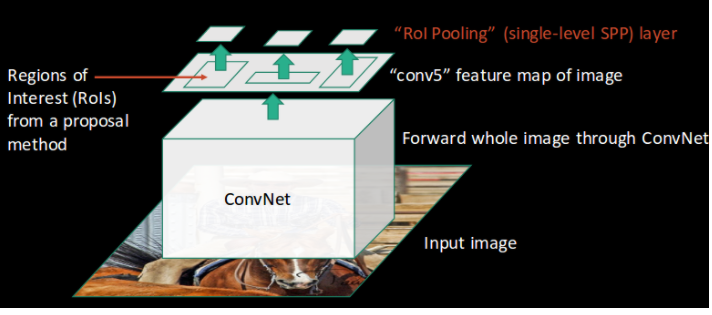 “RoI Pooling” (single-level SPP) layer
Regions of
Interest (RoIs)
from a proposal
method
“conv5” feature map of image
Forward whole image through ConvNet
ConvNet
Input image